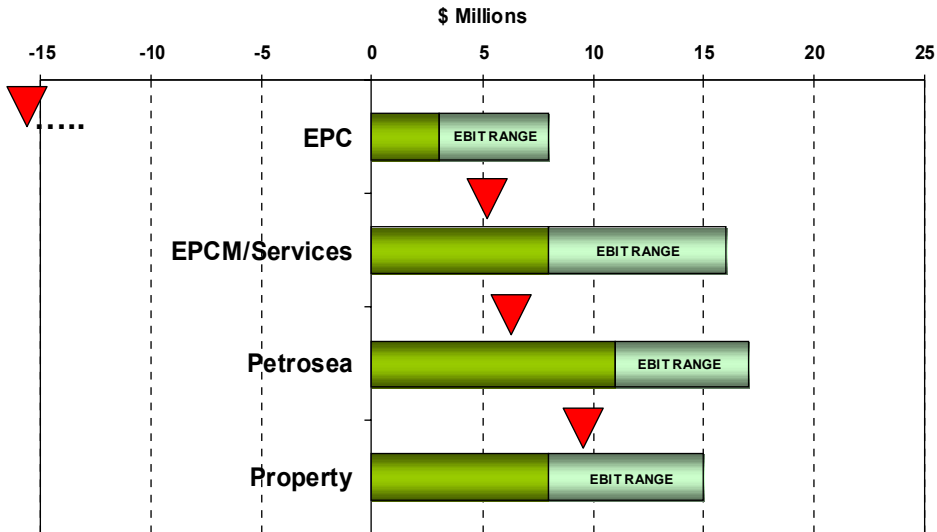 $ Millions
-15 -10 -5 0 5 10 15 20 25
EPC
EBIT RANGE
EPCM/Services
EBIT RANGE
Petrosea
EBIT RANGE
Property
EBIT RANGE